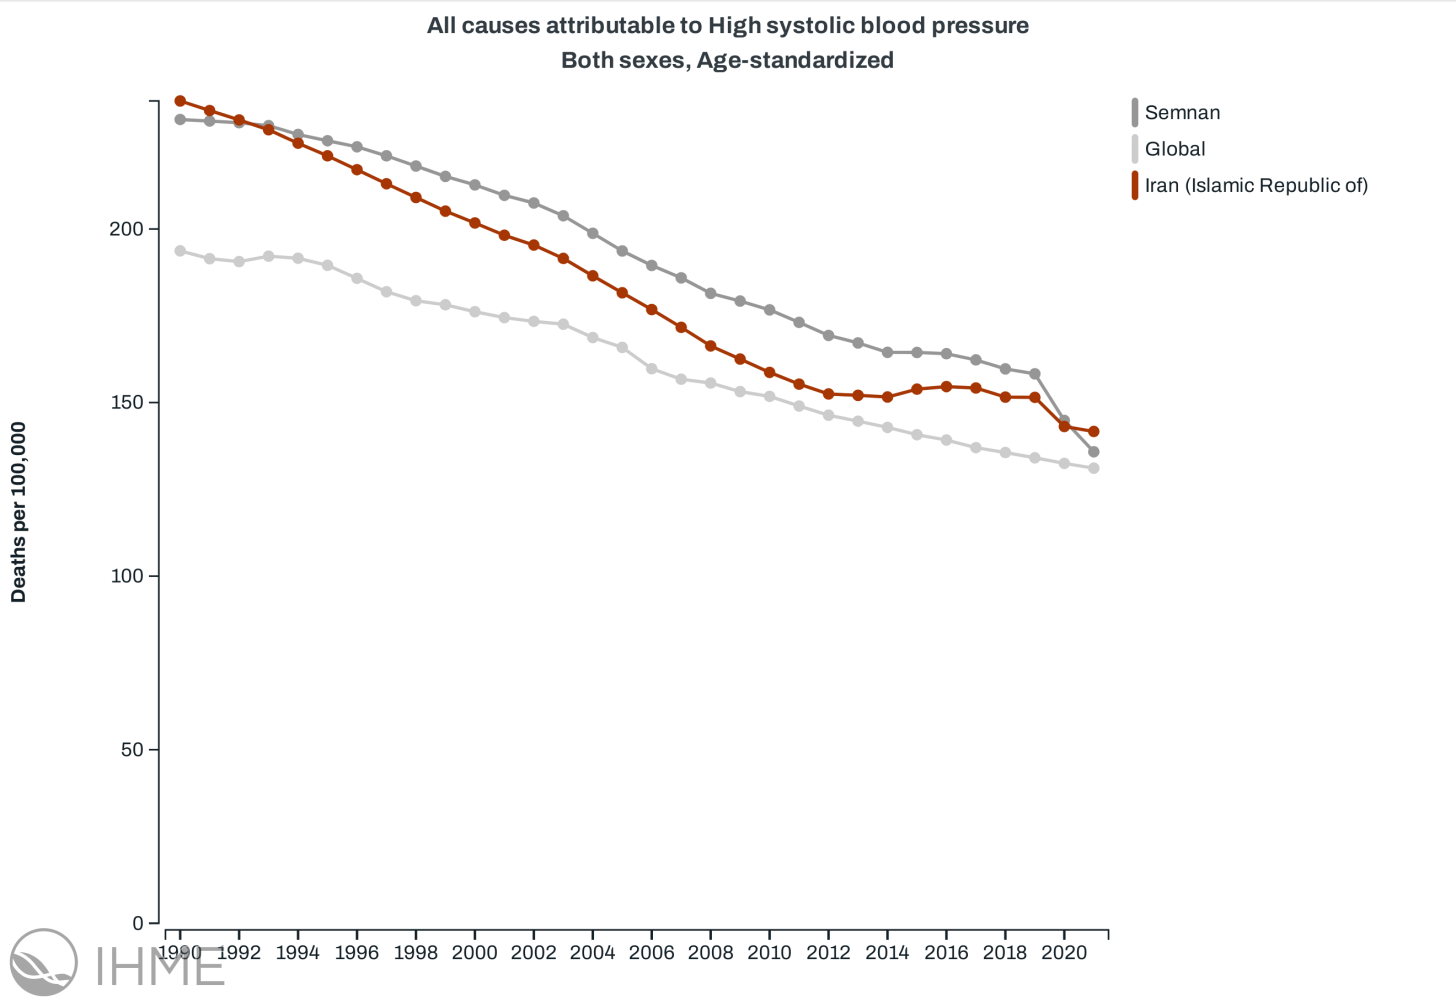 All causes attributable to High systolic blood pressure
Both sexes, Age-standardized
Semnan
Global
Iran (Islamic Republic of)
Deaths per 100,000
200
150
100
50
0
1990 1992 1994 1996 1998 2000 2002 2004 2006 2008 2010 2012 2014 2016 2018 2020
IHME